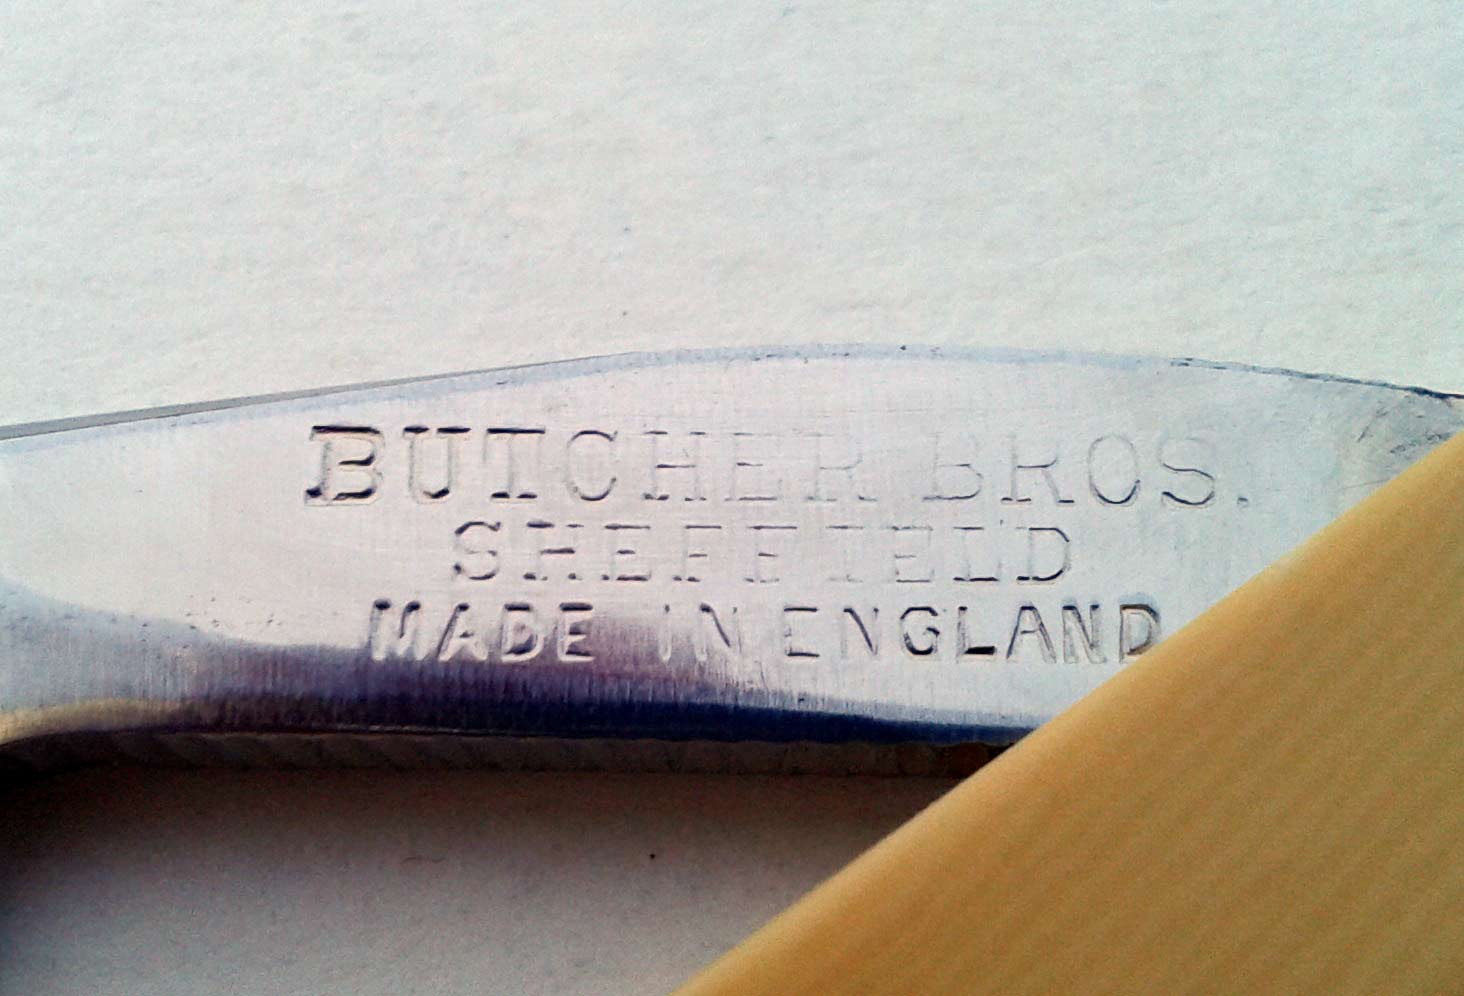 BUTCHER BROS.
SHEFFIELD
MADE IN ENGLAND